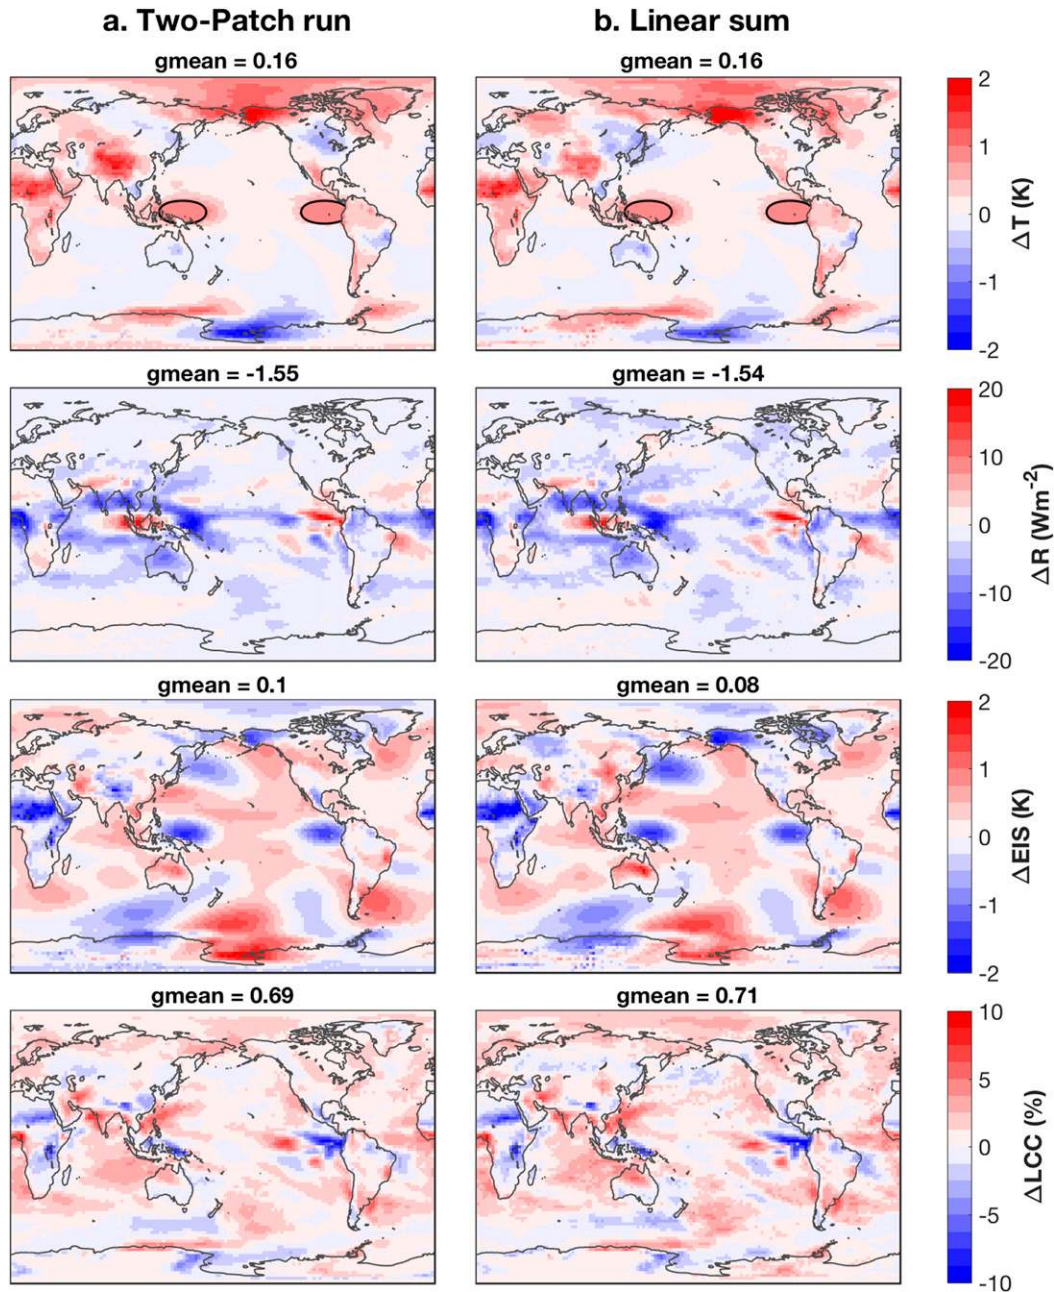 a. Two-Patch run
b. Linear sum
gmean = 0.16
gmean = 0.16
2
1
0
-1
-2
ΔT (K)
gmean = -1.55
gmean = -1.54
20
10
0
-10
-20
ΔR (Wm⁻²)
gmean = 0.1
gmean = 0.08
2
1
0
-1
-2
ΔEIS (K)
gmean = 0.69
gmean = 0.71
10
5
0
-5
-10
ΔLCC (%)